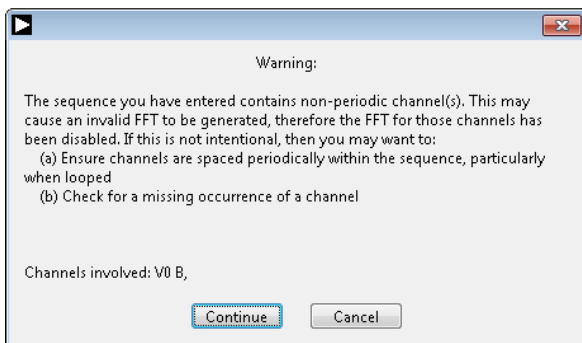 Warning:
The sequence you have entered contains non-periodic channel(s). This may
cause an invalid FFT to be generated, therefore the FFT for those channels has
been disabled. If this is not intentional, then you may want to:
(a) Ensure channels are spaced periodically within the sequence, particularly
when looped
(b) Check for a missing occurrence of a channel
Channels involved: V0 B,
Continue
Cancel